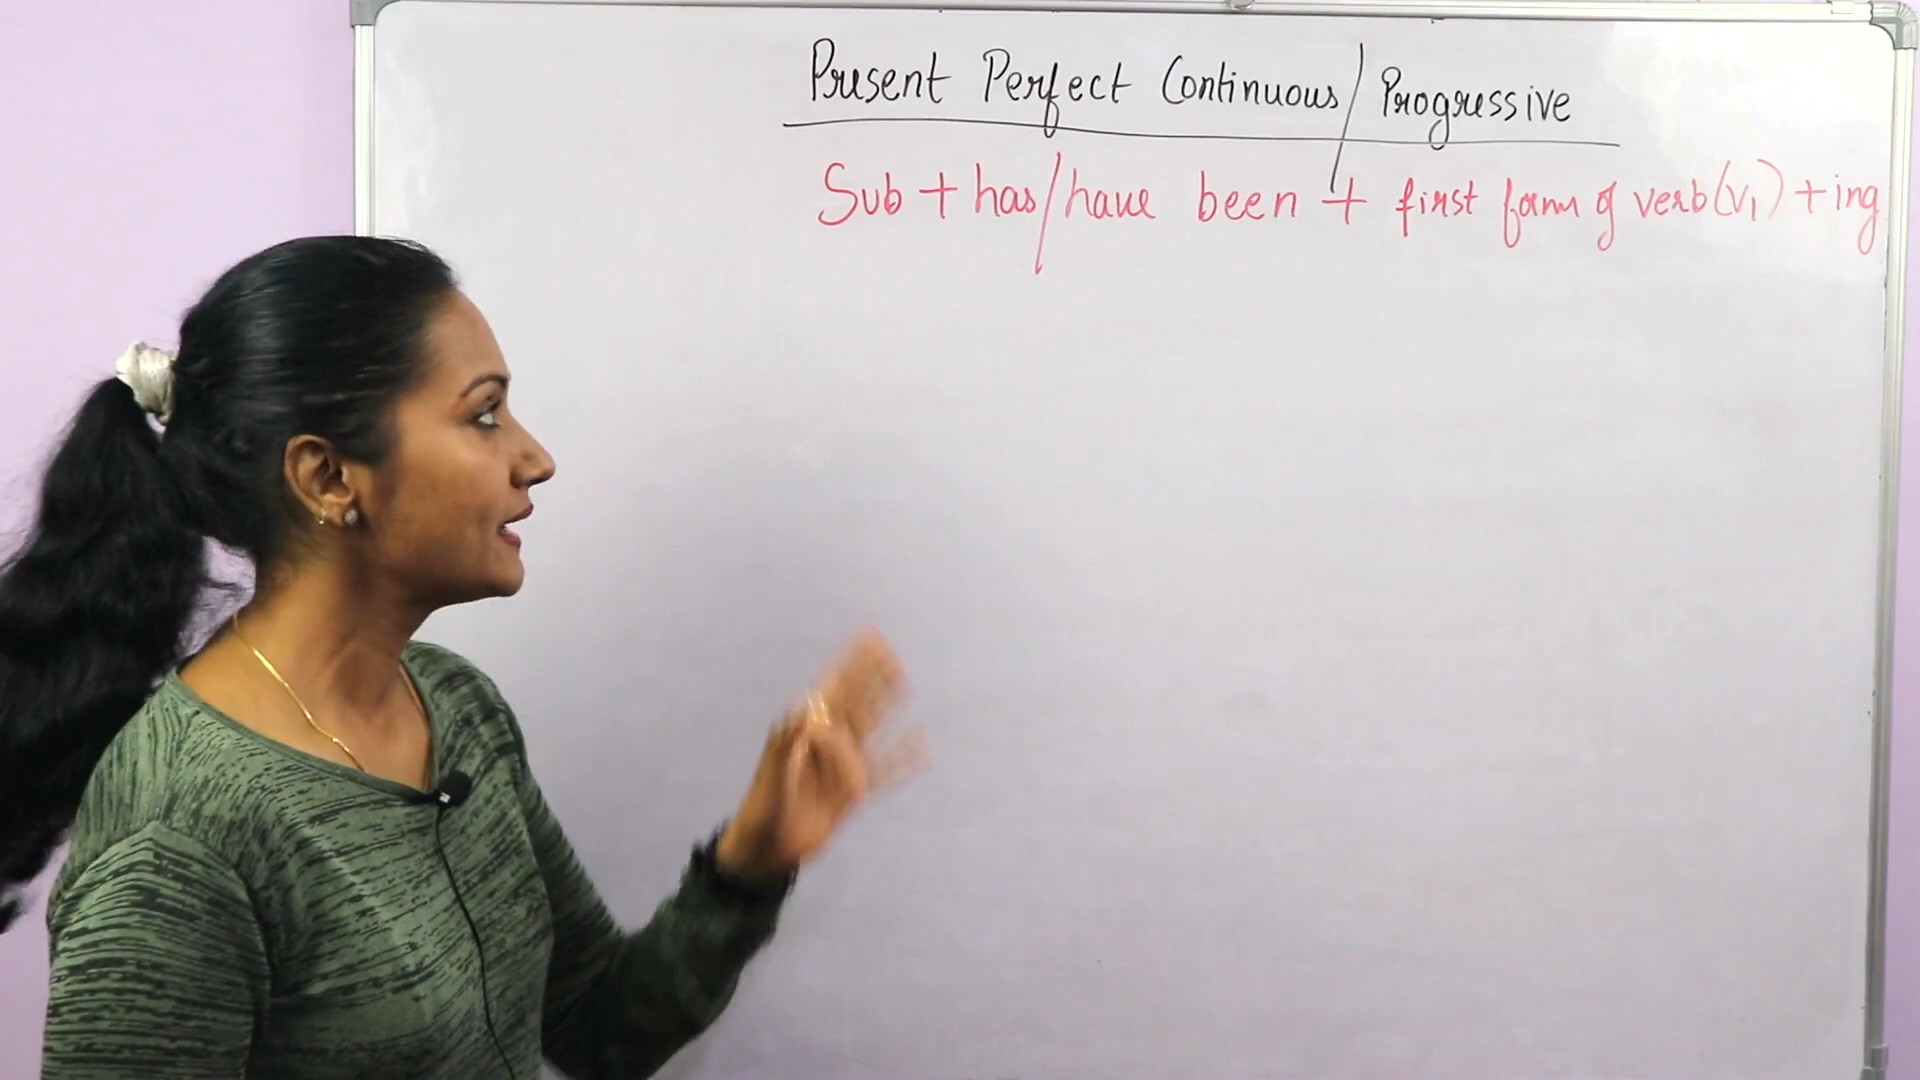 Present Perfect Continuous/Progressive
Sub + has/have been + first form of verb(v1) + ing